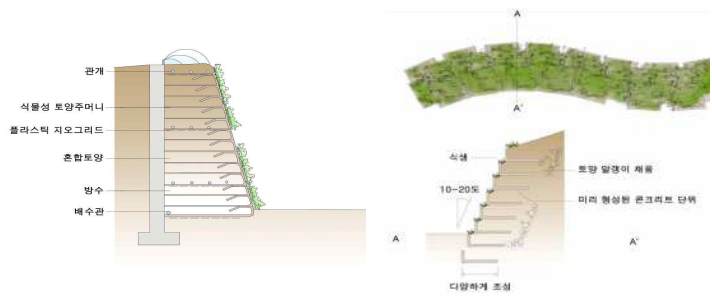 관개
식물성 토양주머니
플라스틱 지오그리드
혼합토양
방수
배수관
A
A'
식생
토양 알갱이 채움
10-20도
미리 형성된 콘크리트 단위
A
A'
다양하게 조성